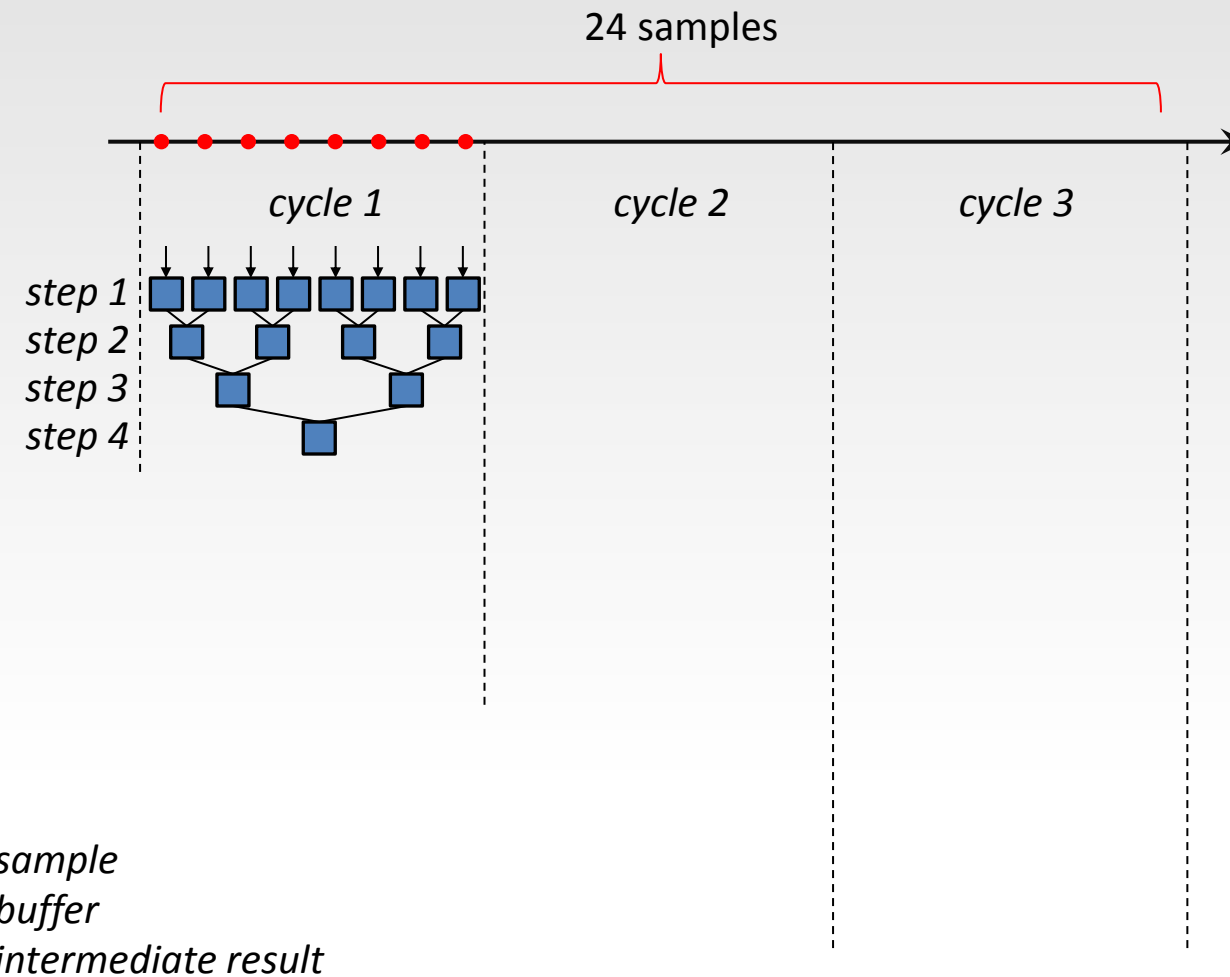 24 samples
cycle 1
cycle 2
cycle 3
step 1
step 2
step 3
step 4
sample
buffer
intermediate result